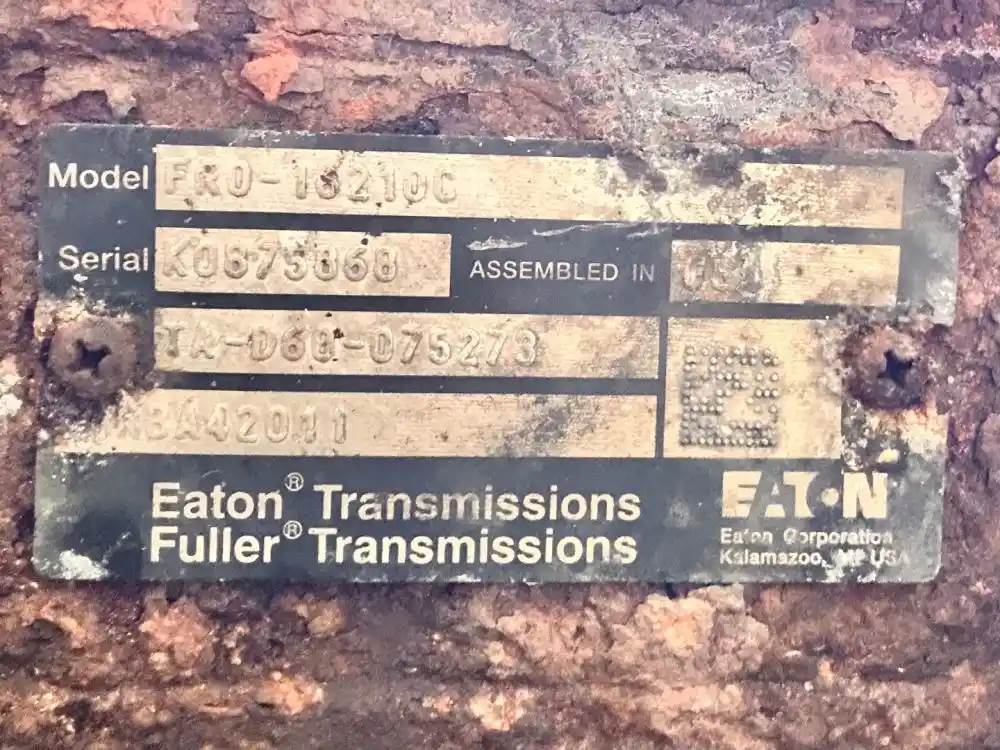 Model FRO-16210C
Serial K0875868 ASSEMBLED IN
TA-D60-075273
Eaton® Transmissions
Fuller® Transmissions
EATON
Eaton Corporation
Kalamazoo, MI USA